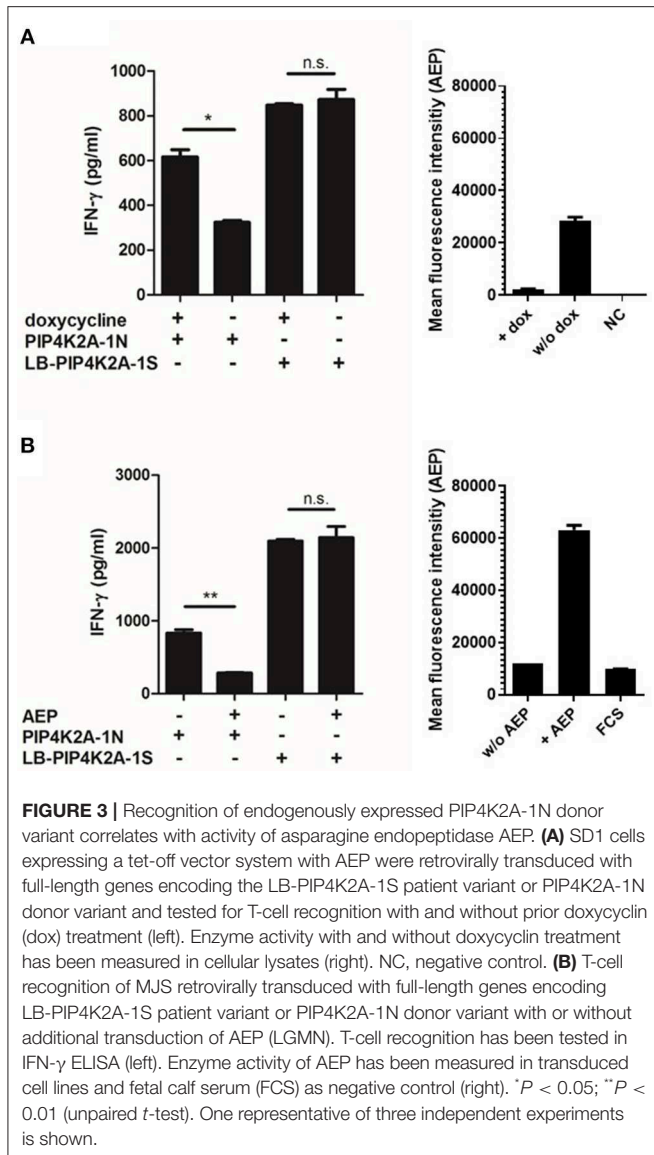 A
IFN-γ (pg/ml)
1000
800
600
400
200
0
*
n.s.
doxycycline + - + -
PIP4K2A-1N + + - -
LB-PIP4K2A-1S - - + +
Mean fluorescence intensitiy (AEP)
80000
60000
40000
20000
0
+ dox
w/o dox
NC
B
IFN-γ (pg/ml)
3000
2000
1000
0
**
n.s.
AEP - + - +
PIP4K2A-1N + + - -
LB-PIP4K2A-1S - - + +
Mean fluorescence intensitiy (AEP)
80000
60000
40000
20000
0
w/o AEP
+ AEP
FCS
FIGURE 3 | Recognition of endogenously expressed PIP4K2A-1N donor
variant correlates with activity of asparagine endopeptidase AEP. (A) SD1 cells
expressing a tet-off vector system with AEP were retrovirally transduced with
full-length genes encoding the LB-PIP4K2A-1S patient variant or PIP4K2A-1N
donor variant and tested for T-cell recognition with and without prior doxycyclin
(dox) treatment (left). Enzyme activity with and without doxycyclin treatment
has been measured in cellular lysates (right). NC, negative control. (B) T-cell
recognition of MJS retrovirally transduced with full-length genes encoding
LB-PIP4K2A-1S patient variant or PIP4K2A-1N donor variant with or without
additional transduction of AEP (LGMN). T-cell recognition has been tested in
IFN-γ ELISA (left). Enzyme activity of AEP has been measured in transduced
cell lines and fetal calf serum (FCS) as negative control (right). *P < 0.05; **P <
0.01 (unpaired t-test). One representative of three independent experiments
is shown.